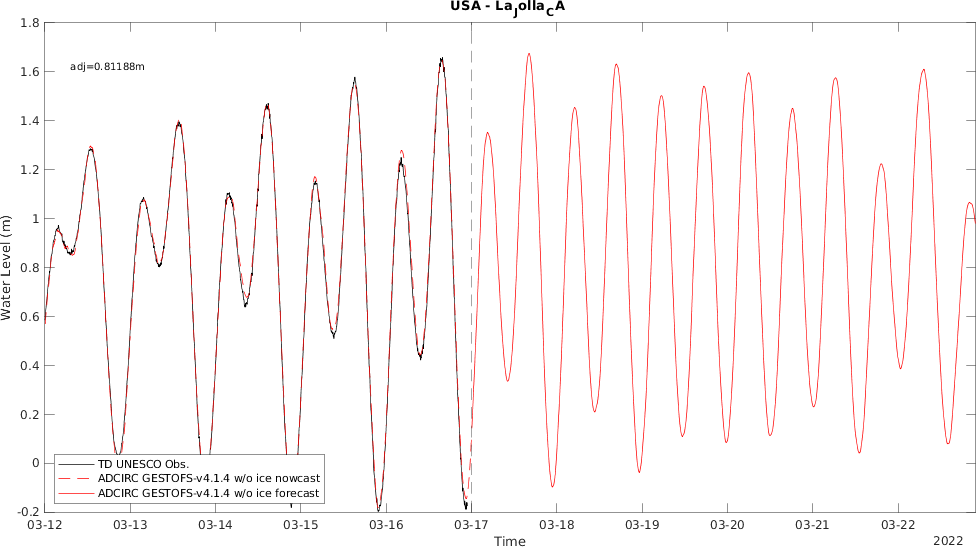 USA - LaJollaCA
1.8
1.6
1.4
1.2
1
0.8
0.6
0.4
0.2
0
-0.2
Water Level (m)
adj=0.81188m
TD UNESCO Obs.
ADCIRC GESTOFS-v4.1.4 w/o ice nowcast
ADCIRC GESTOFS-v4.1.4 w/o ice forecast
03-12 03-13 03-14 03-15 03-16 03-17 03-18 03-19 03-20 03-21 03-22
Time
2022